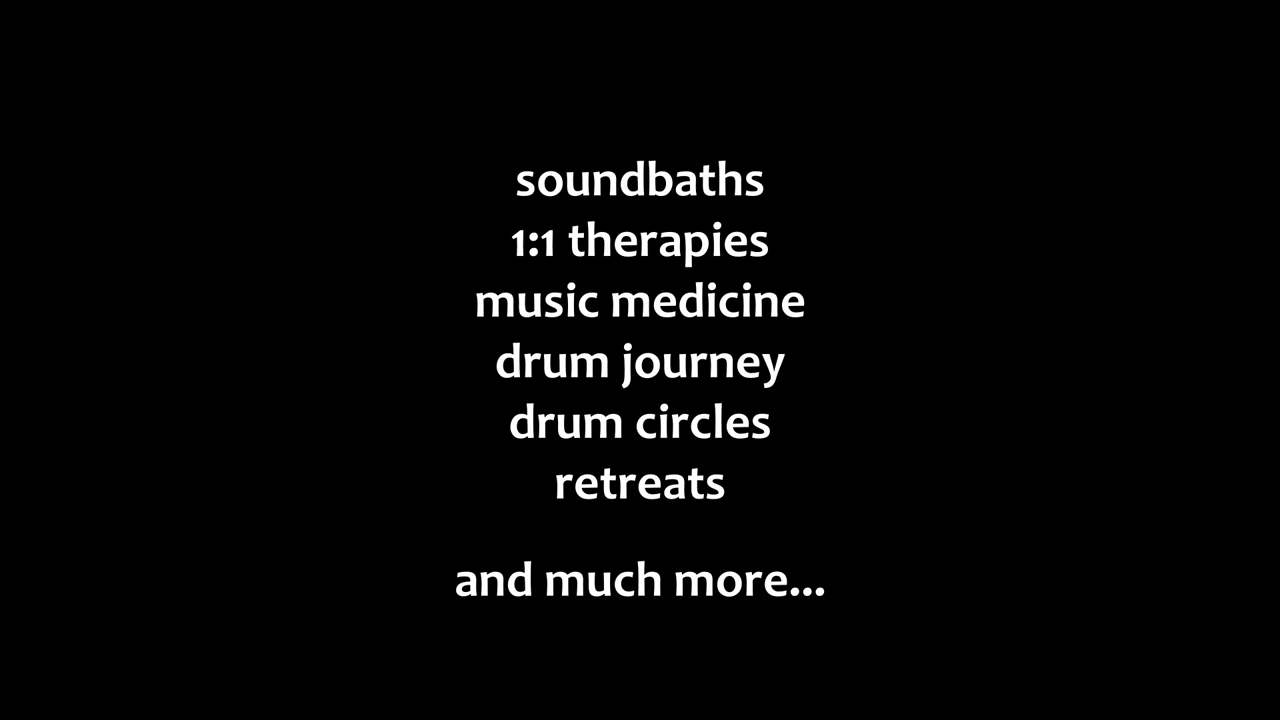 soundbaths
1:1 therapies
music medicine
drum journey
drum circles
retreats
and much more...